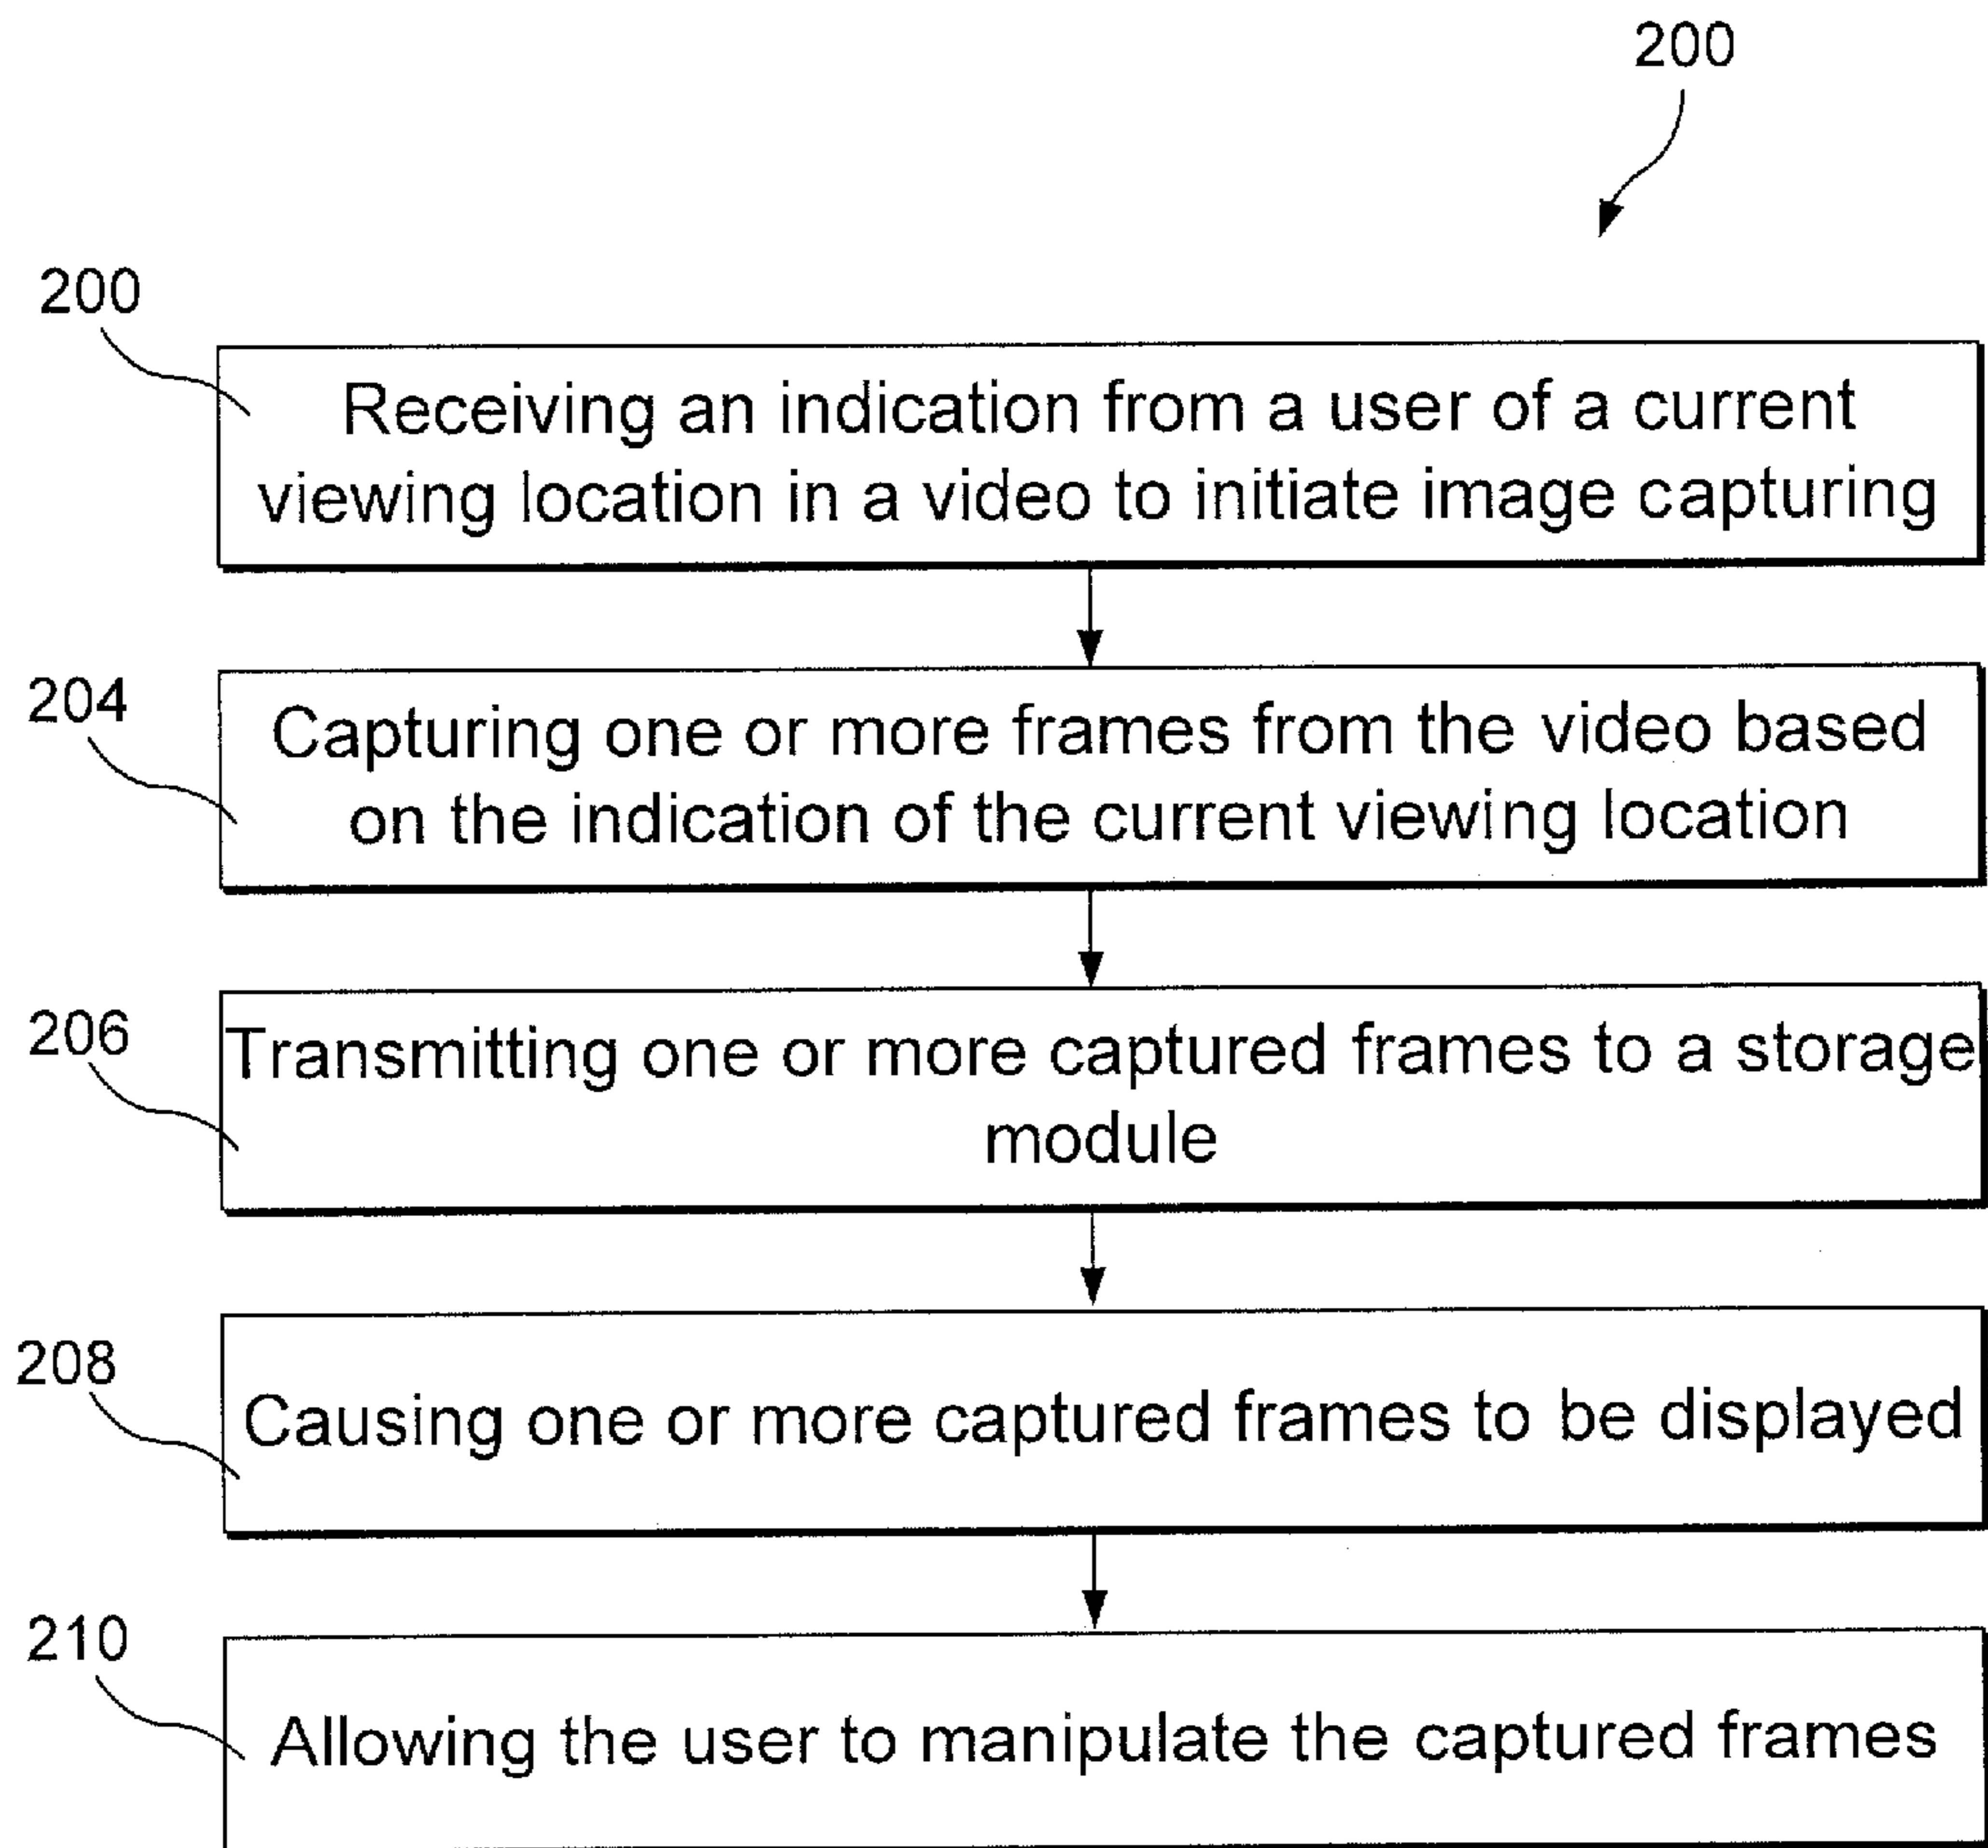 200
200
Receiving an indication from a user of a current
viewing location in a video to initiate image capturing
204
Capturing one or more frames from the video based
on the indication of the current viewing location
206
Transmitting one or more captured frames to a storage
module
208
Causing one or more captured frames to be displayed
210
Allowing the user to manipulate the captured frames